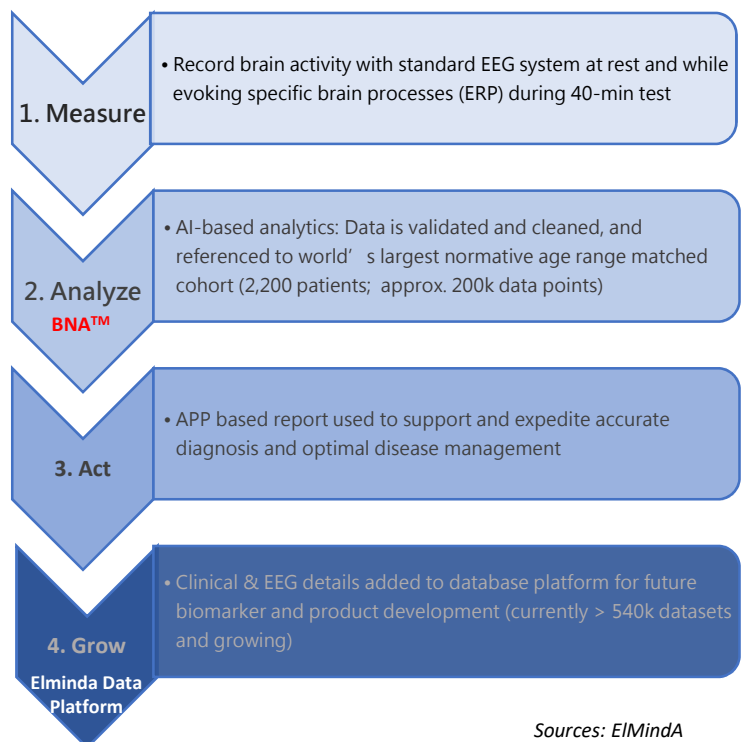 1. Measure
• Record brain activity with standard EEG system at rest and while
evoking specific brain processes (ERP) during 40-min test
2. Analyze
BNA™
• AI-based analytics: Data is validated and cleaned, and
referenced to world’s largest normative age range matched
cohort (2,200 patients; approx. 200k data points)
3. Act
• APP based report used to support and expedite accurate
diagnosis and optimal disease management
4. Grow
Elminda Data
Platform
• Clinical & EEG details added to database platform for future
biomarker and product development (currently > 540k datasets
and growing)
Sources: ElMindA